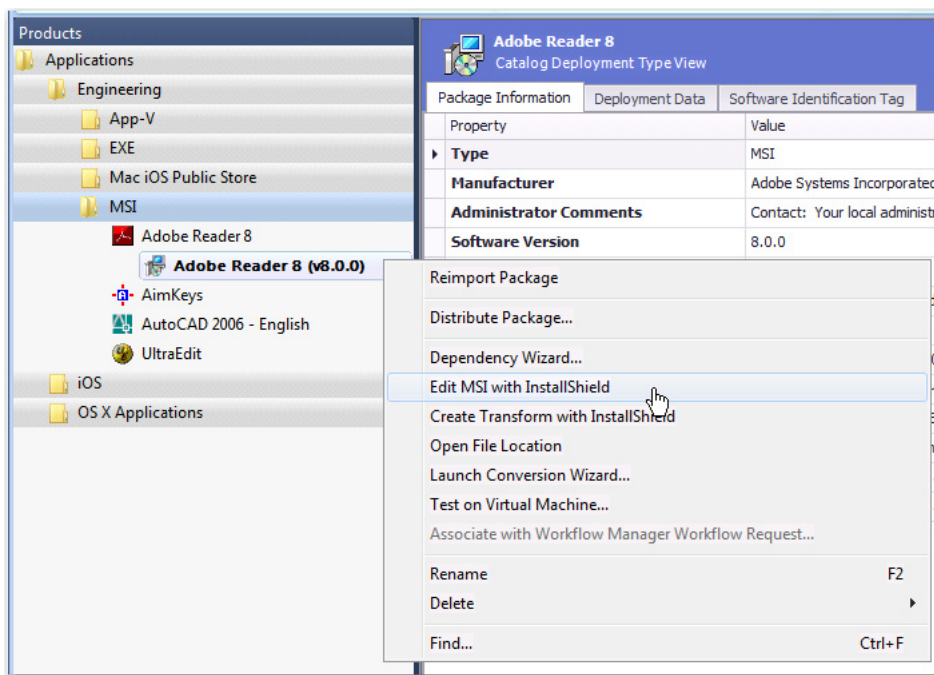 Products
Applications
Engineering
App-V
EXE
Mac iOS Public Store
MSI
Adobe Reader 8
Adobe Reader 8 (v8.0.0)
AimKeys
AutoCAD 2006 - English
UltraEdit
iOS
OS X Applications
Adobe Reader 8
Catalog Deployment Type View
Package Information Deployment Data Software Identification Tag
Property Value
Type MSI
Manufacturer Adobe Systems Incorporated
Administrator Comments Contact: Your local administr
Software Version 8.0.0
Reimport Package
Distribute Package...
Dependency Wizard...
Edit MSI with InstallShield
Create Transform with InstallShield
Open File Location
Launch Conversion Wizard...
Test on Virtual Machine...
Associate with Workflow Manager Workflow Request...
Rename F2
Delete
Find... Ctrl+F